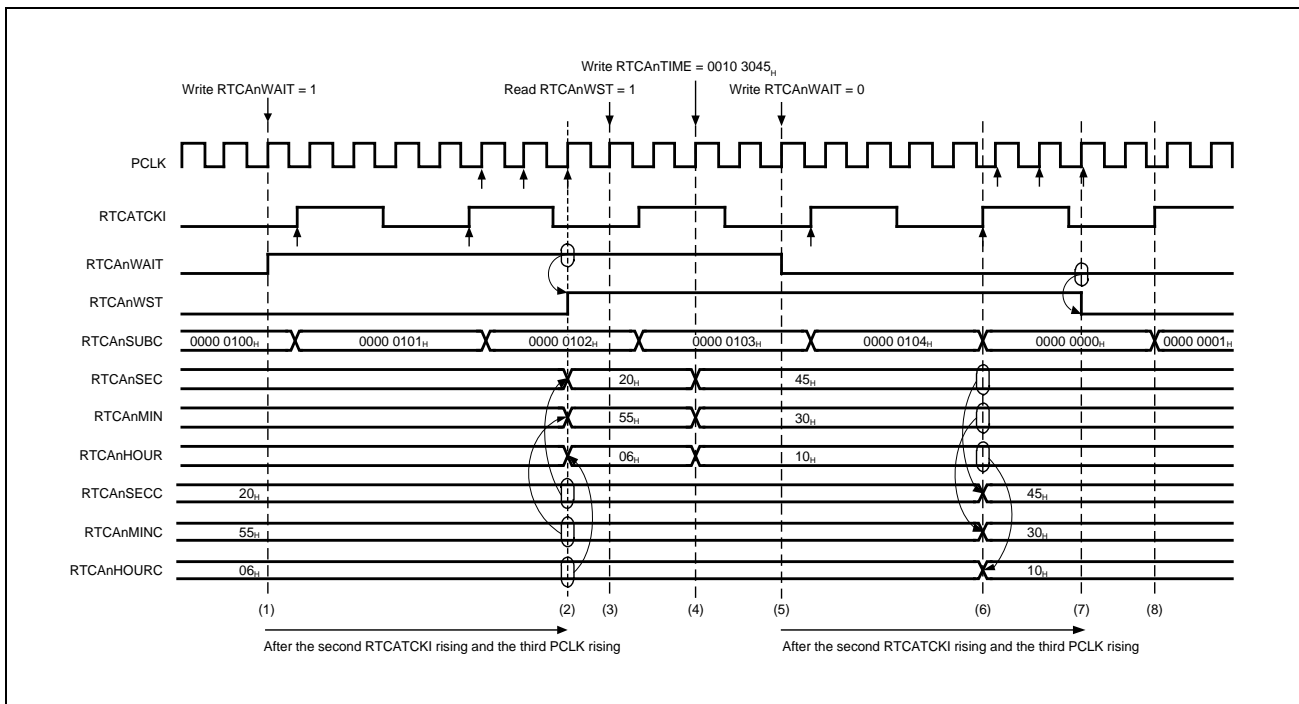 Write RTCAnTIME = 0010 3045H
Write RTCAnWAIT = 1 Read RTCAnWST = 1 Write RTCAnWAIT = 0
PCLK
RTCATCKI
RTCAnWAIT
RTCAnWST
RTCAnSUBC 0000 0100H 0000 0101H 0000 0102H 0000 0103H 0000 0104H 0000 0000H 0000 0001H
RTCAnSEC 20H 45H
RTCAnMIN 55H 30H
RTCAnHOUR 06H 10H
RTCAnSECC 20H 45H
RTCAnMINC 55H 30H
RTCAnHOURC 06H 10H
(1) (2) (3) (4) (5) (6) (7) (8)
After the second RTCATCKI rising and the third PCLK rising After the second RTCATCKI rising and the third PCLK rising